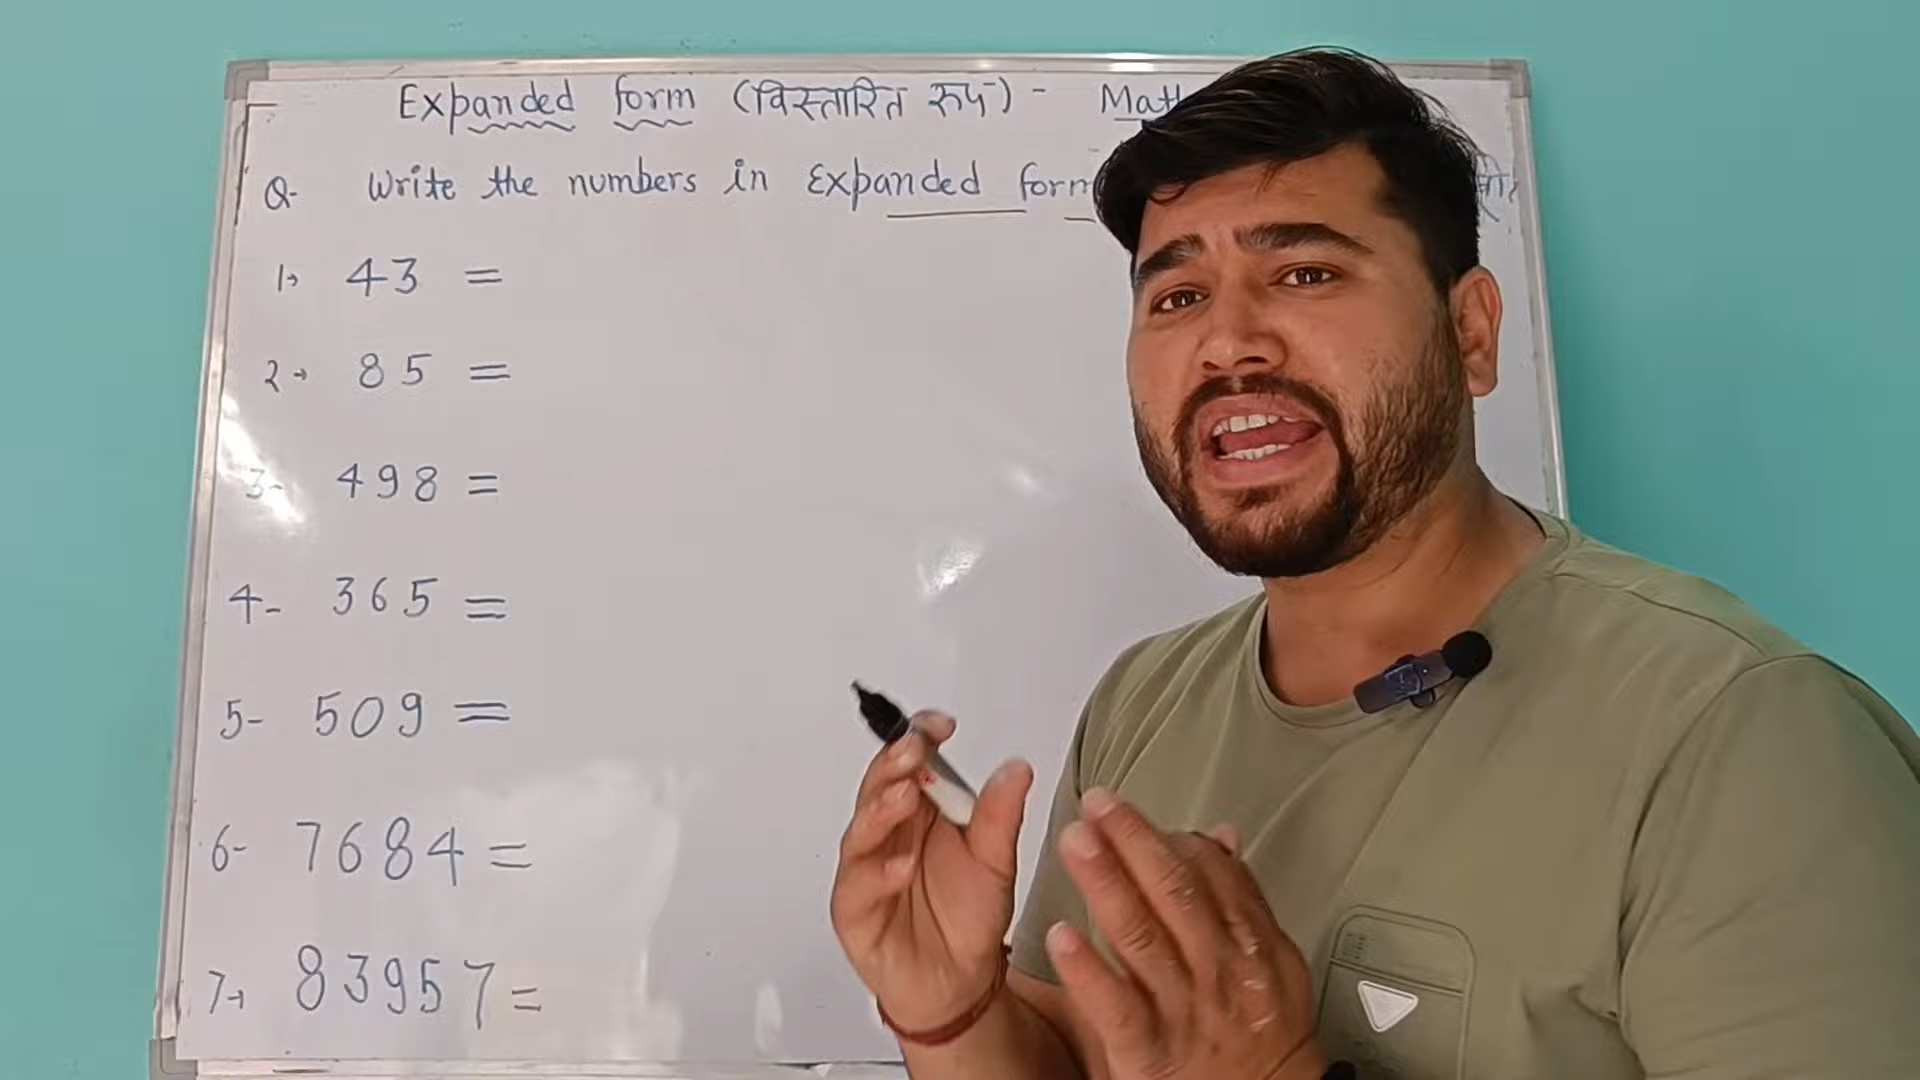 Expanded form (विस्तारित रूप) - Mat
Q- Write the numbers in Expanded form
1→ 43 =
2→ 85 =
3- 498 =
4- 365 =
5- 509 =
6- 7684 =
7→ 83957 =